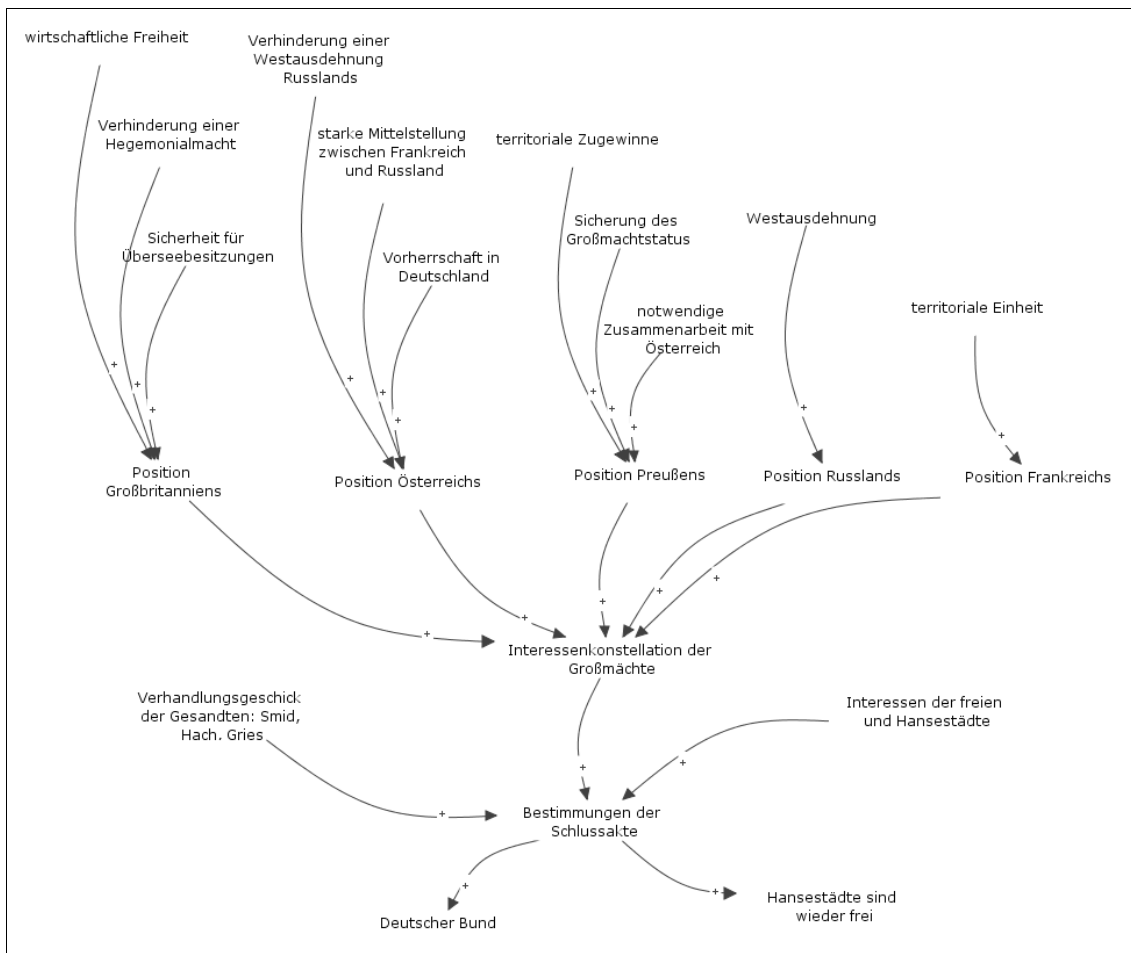 wirtschaftliche Freiheit
Verhinderung einer
Westausdehnung
Russlands
Verhinderung einer
Hegemonialmacht
starke Mittelstellung
zwischen Frankreich
und Russland
territoriale Zugewinne
Sicherheit für
Überseebesitzungen
Vorherrschaft in
Deutschland
Sicherung des
Großmachtstatus
Westausdehnung
notwendige
Zusammenarbeit mit
Österreich
territoriale Einheit
+
+
+
+
+
+
+
+
+
+
+
Position
Großbritanniens
Position Österreichs
Position Preußens
Position Russlands
Position Frankreichs
+
+
+
+
+
Interessenkonstellation der
Großmächte
Verhandlungsgeschick
der Gesandten: Smid,
Hach. Gries
Interessen der freien
und Hansestädte
+
+
+
Bestimmungen der
Schlussakte
+
+
Deutscher Bund
Hansestädte sind
wieder frei